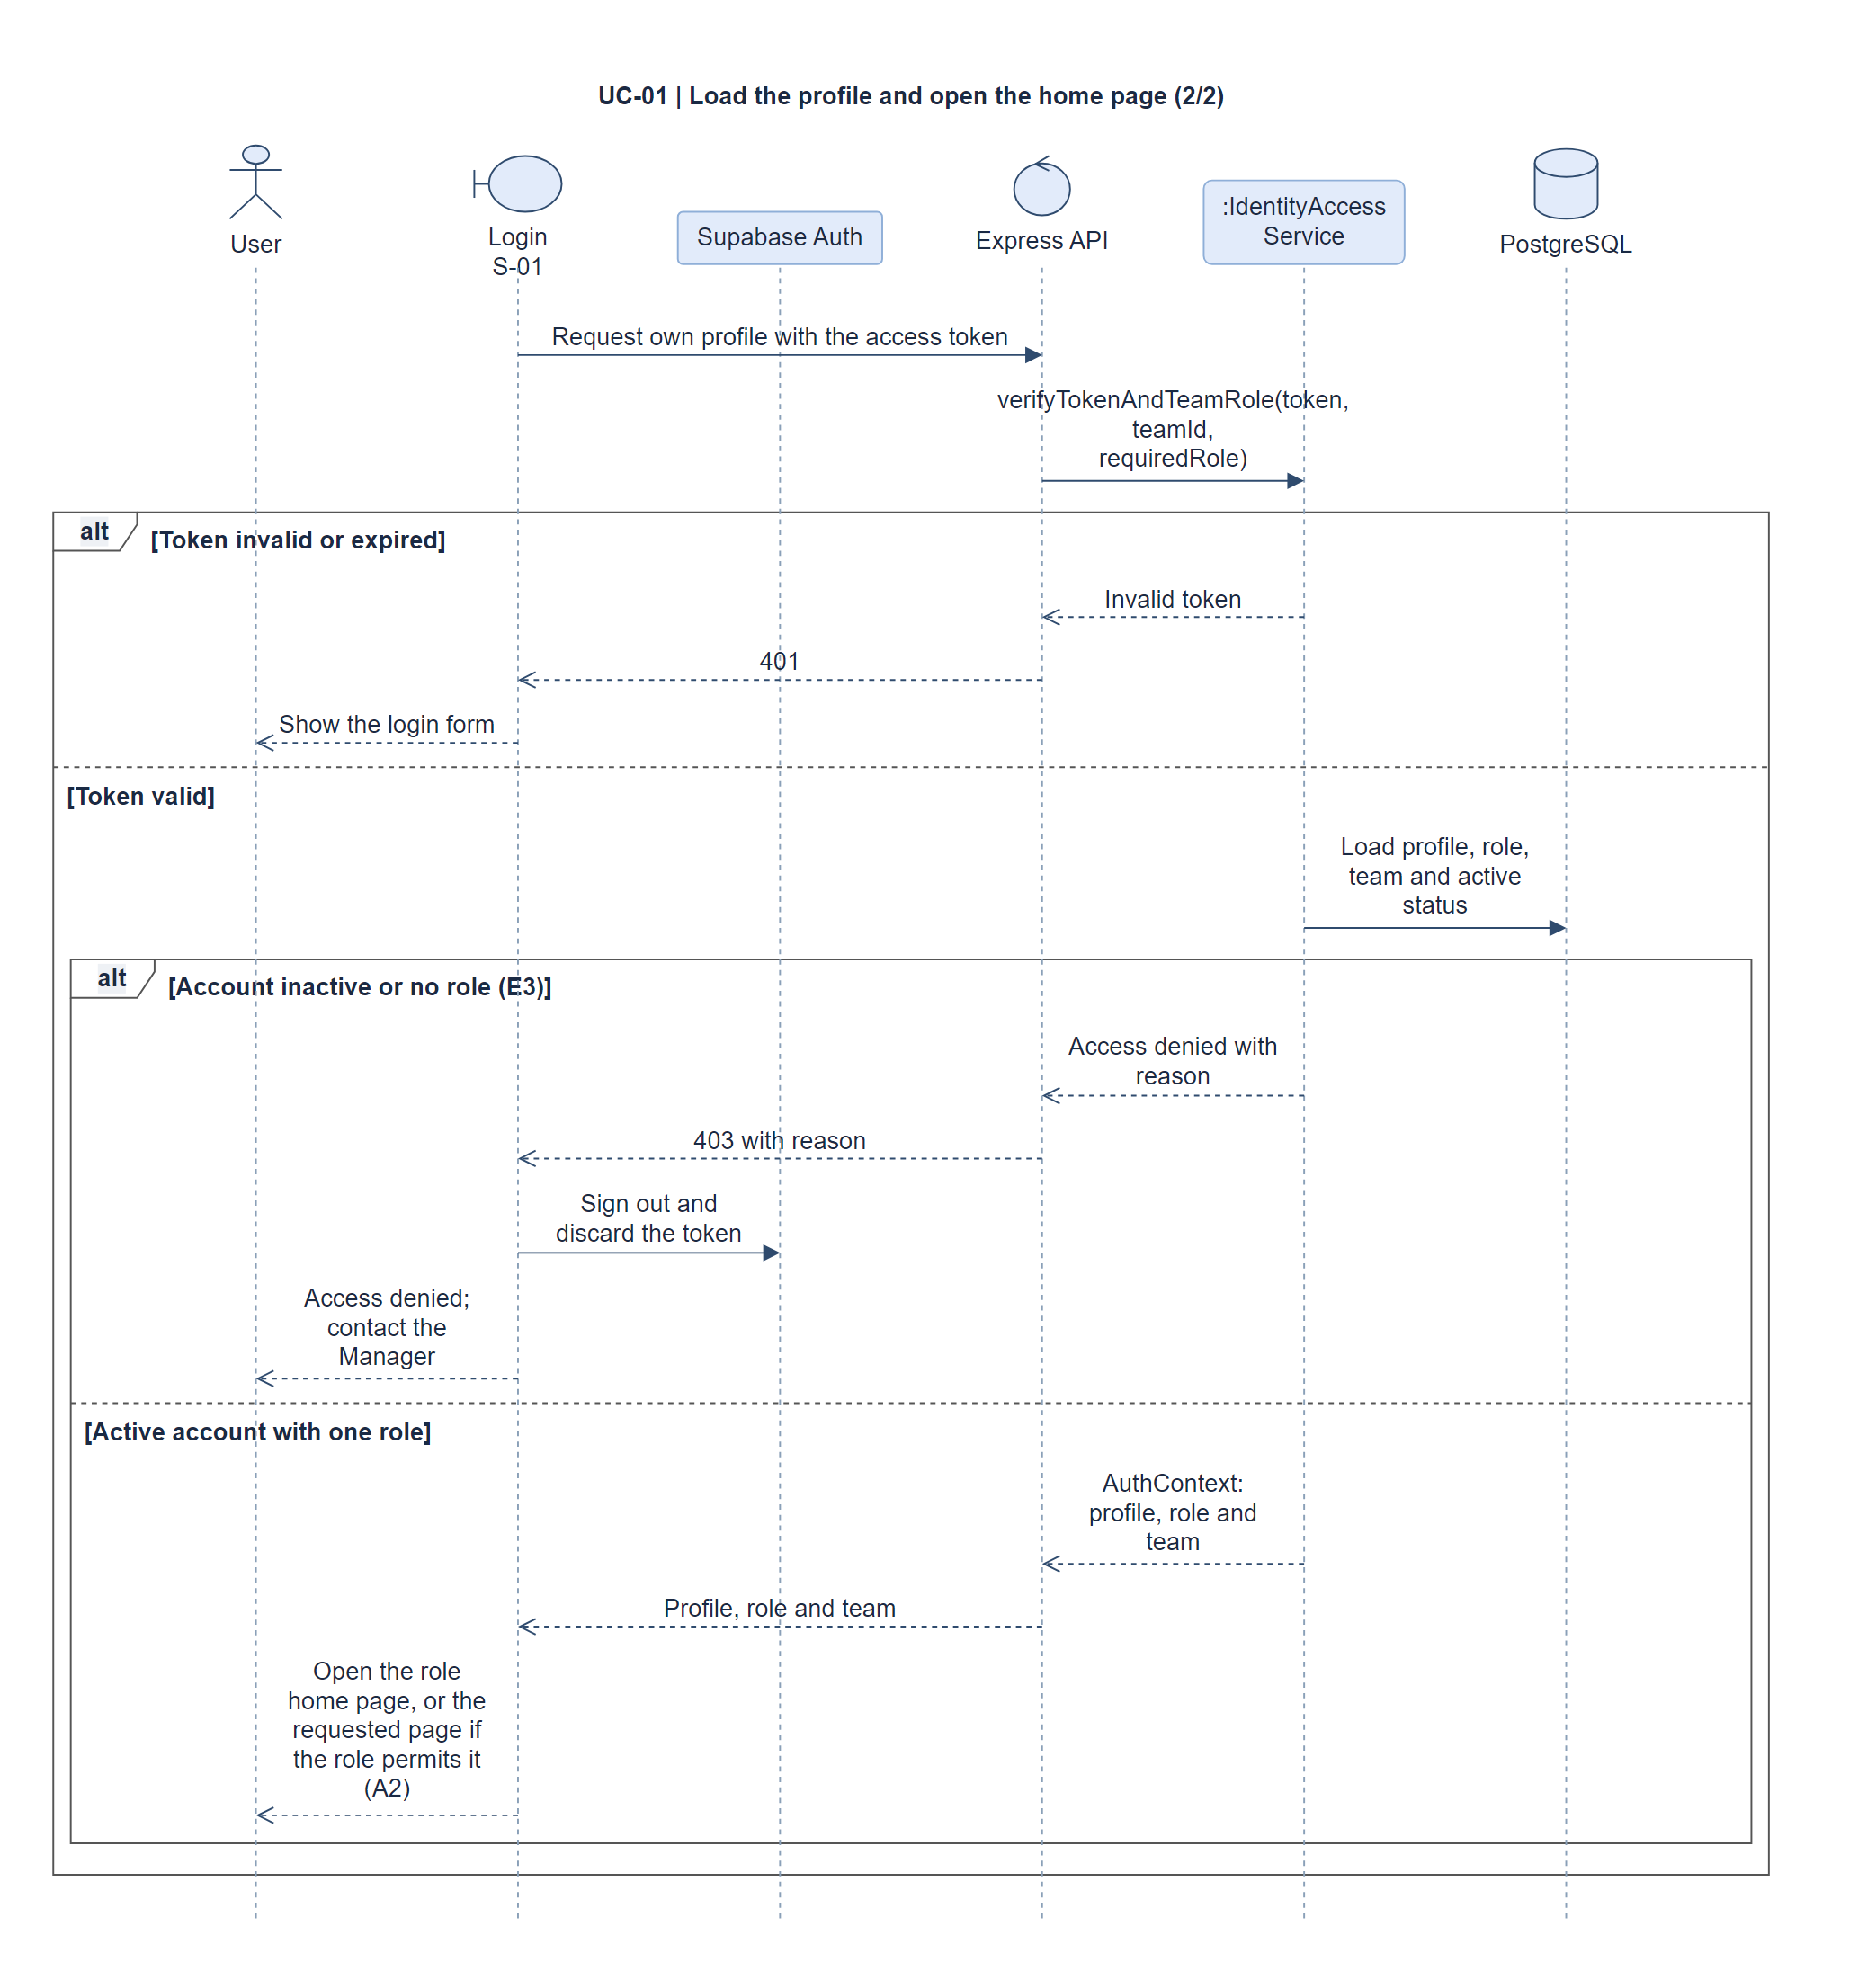 UC-01 | Load the profile and open the home page (2/2)
User
Login
S-01
Supabase Auth
Express API
:IdentityAccess
Service
PostgreSQL
Request own profile with the access token
verifyTokenAndTeamRole(token,
teamId,
requiredRole)
alt
[Token invalid or expired]
Invalid token
401
Show the login form
[Token valid]
Load profile, role,
team and active
status
alt
[Account inactive or no role (E3)]
Access denied with
reason
403 with reason
Sign out and
discard the token
Access denied;
contact the
Manager
[Active account with one role]
AuthContext:
profile, role and
team
Profile, role and team
Open the role
home page, or the
requested page if
the role permits it
(A2)